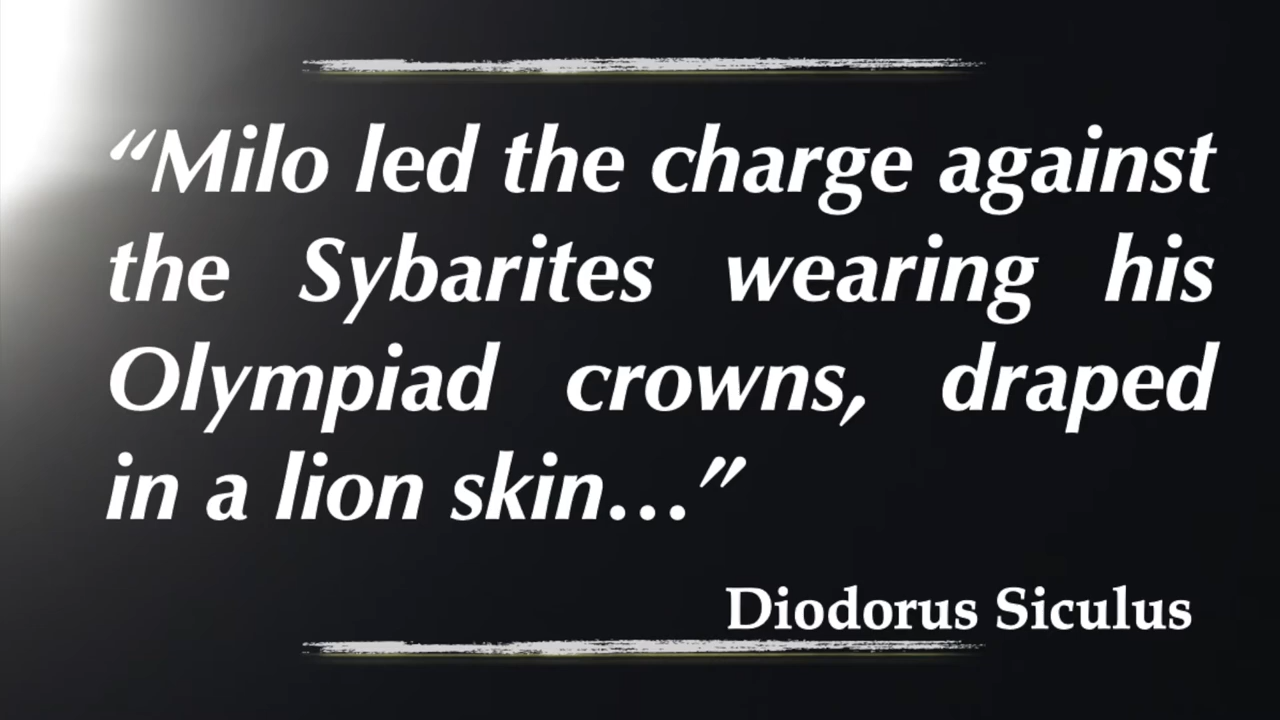 “Milo led the charge against
the Sybarites wearing his
Olympiad crowns, draped
in a lion skin…”
Diodorus Siculus